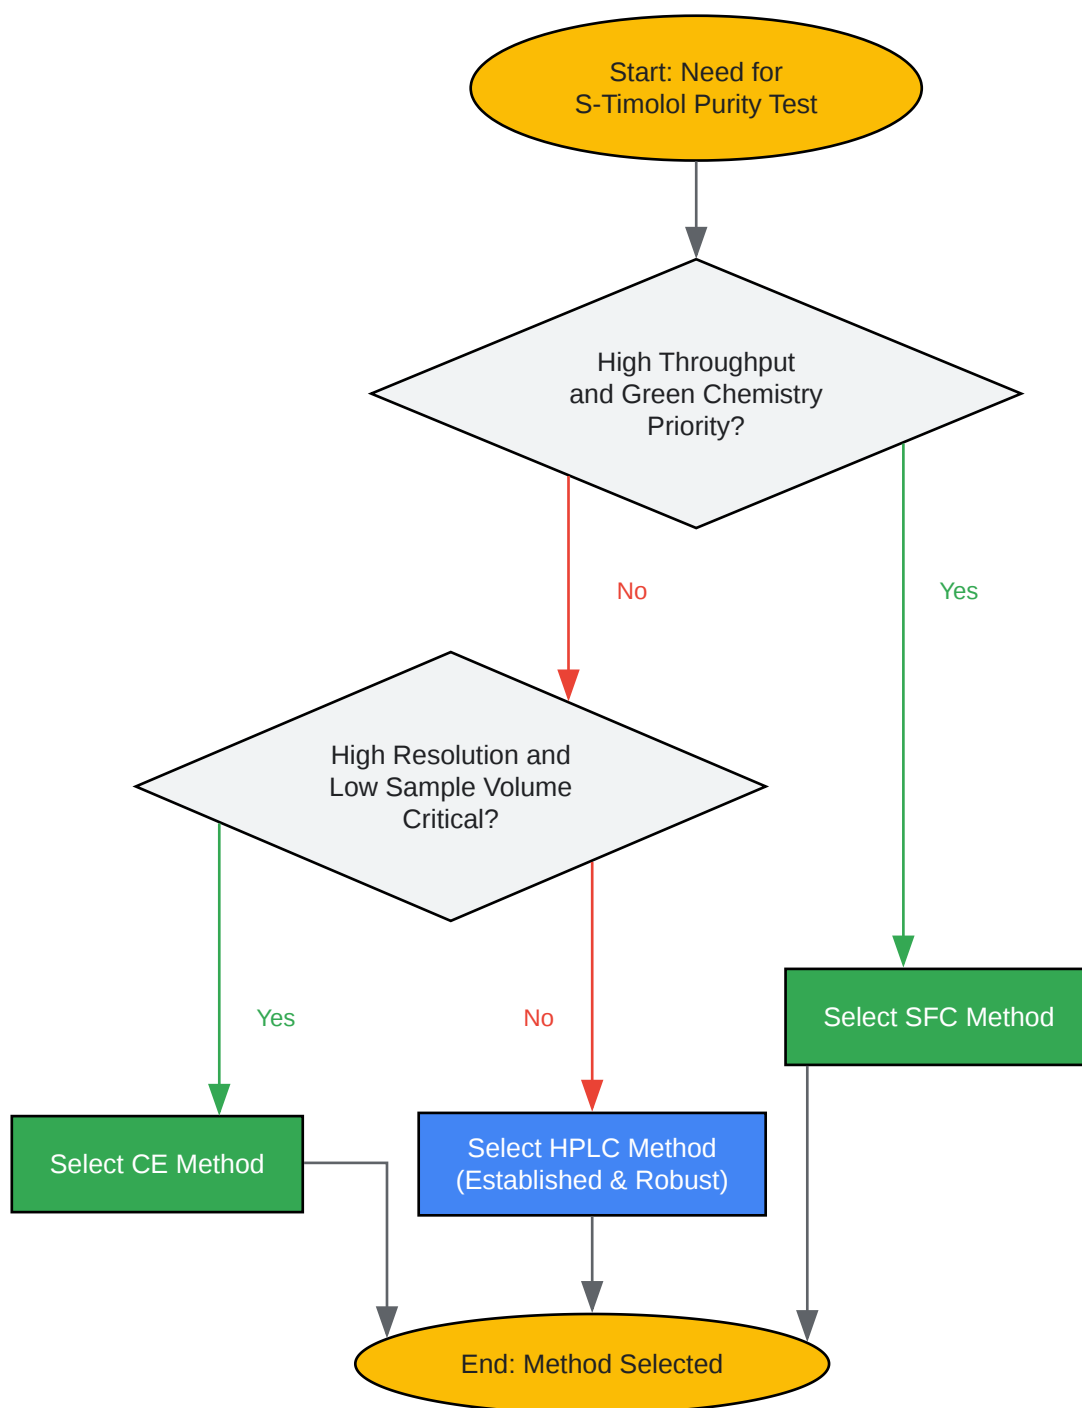 Start: Need for
S-Timolol Purity Test
High Throughput
and Green Chemistry
Priority?
No
Yes
High Resolution and
Low Sample Volume
Critical?
Yes
No
Select SFC Method
Select CE Method
Select HPLC Method
(Established & Robust)
End: Method Selected